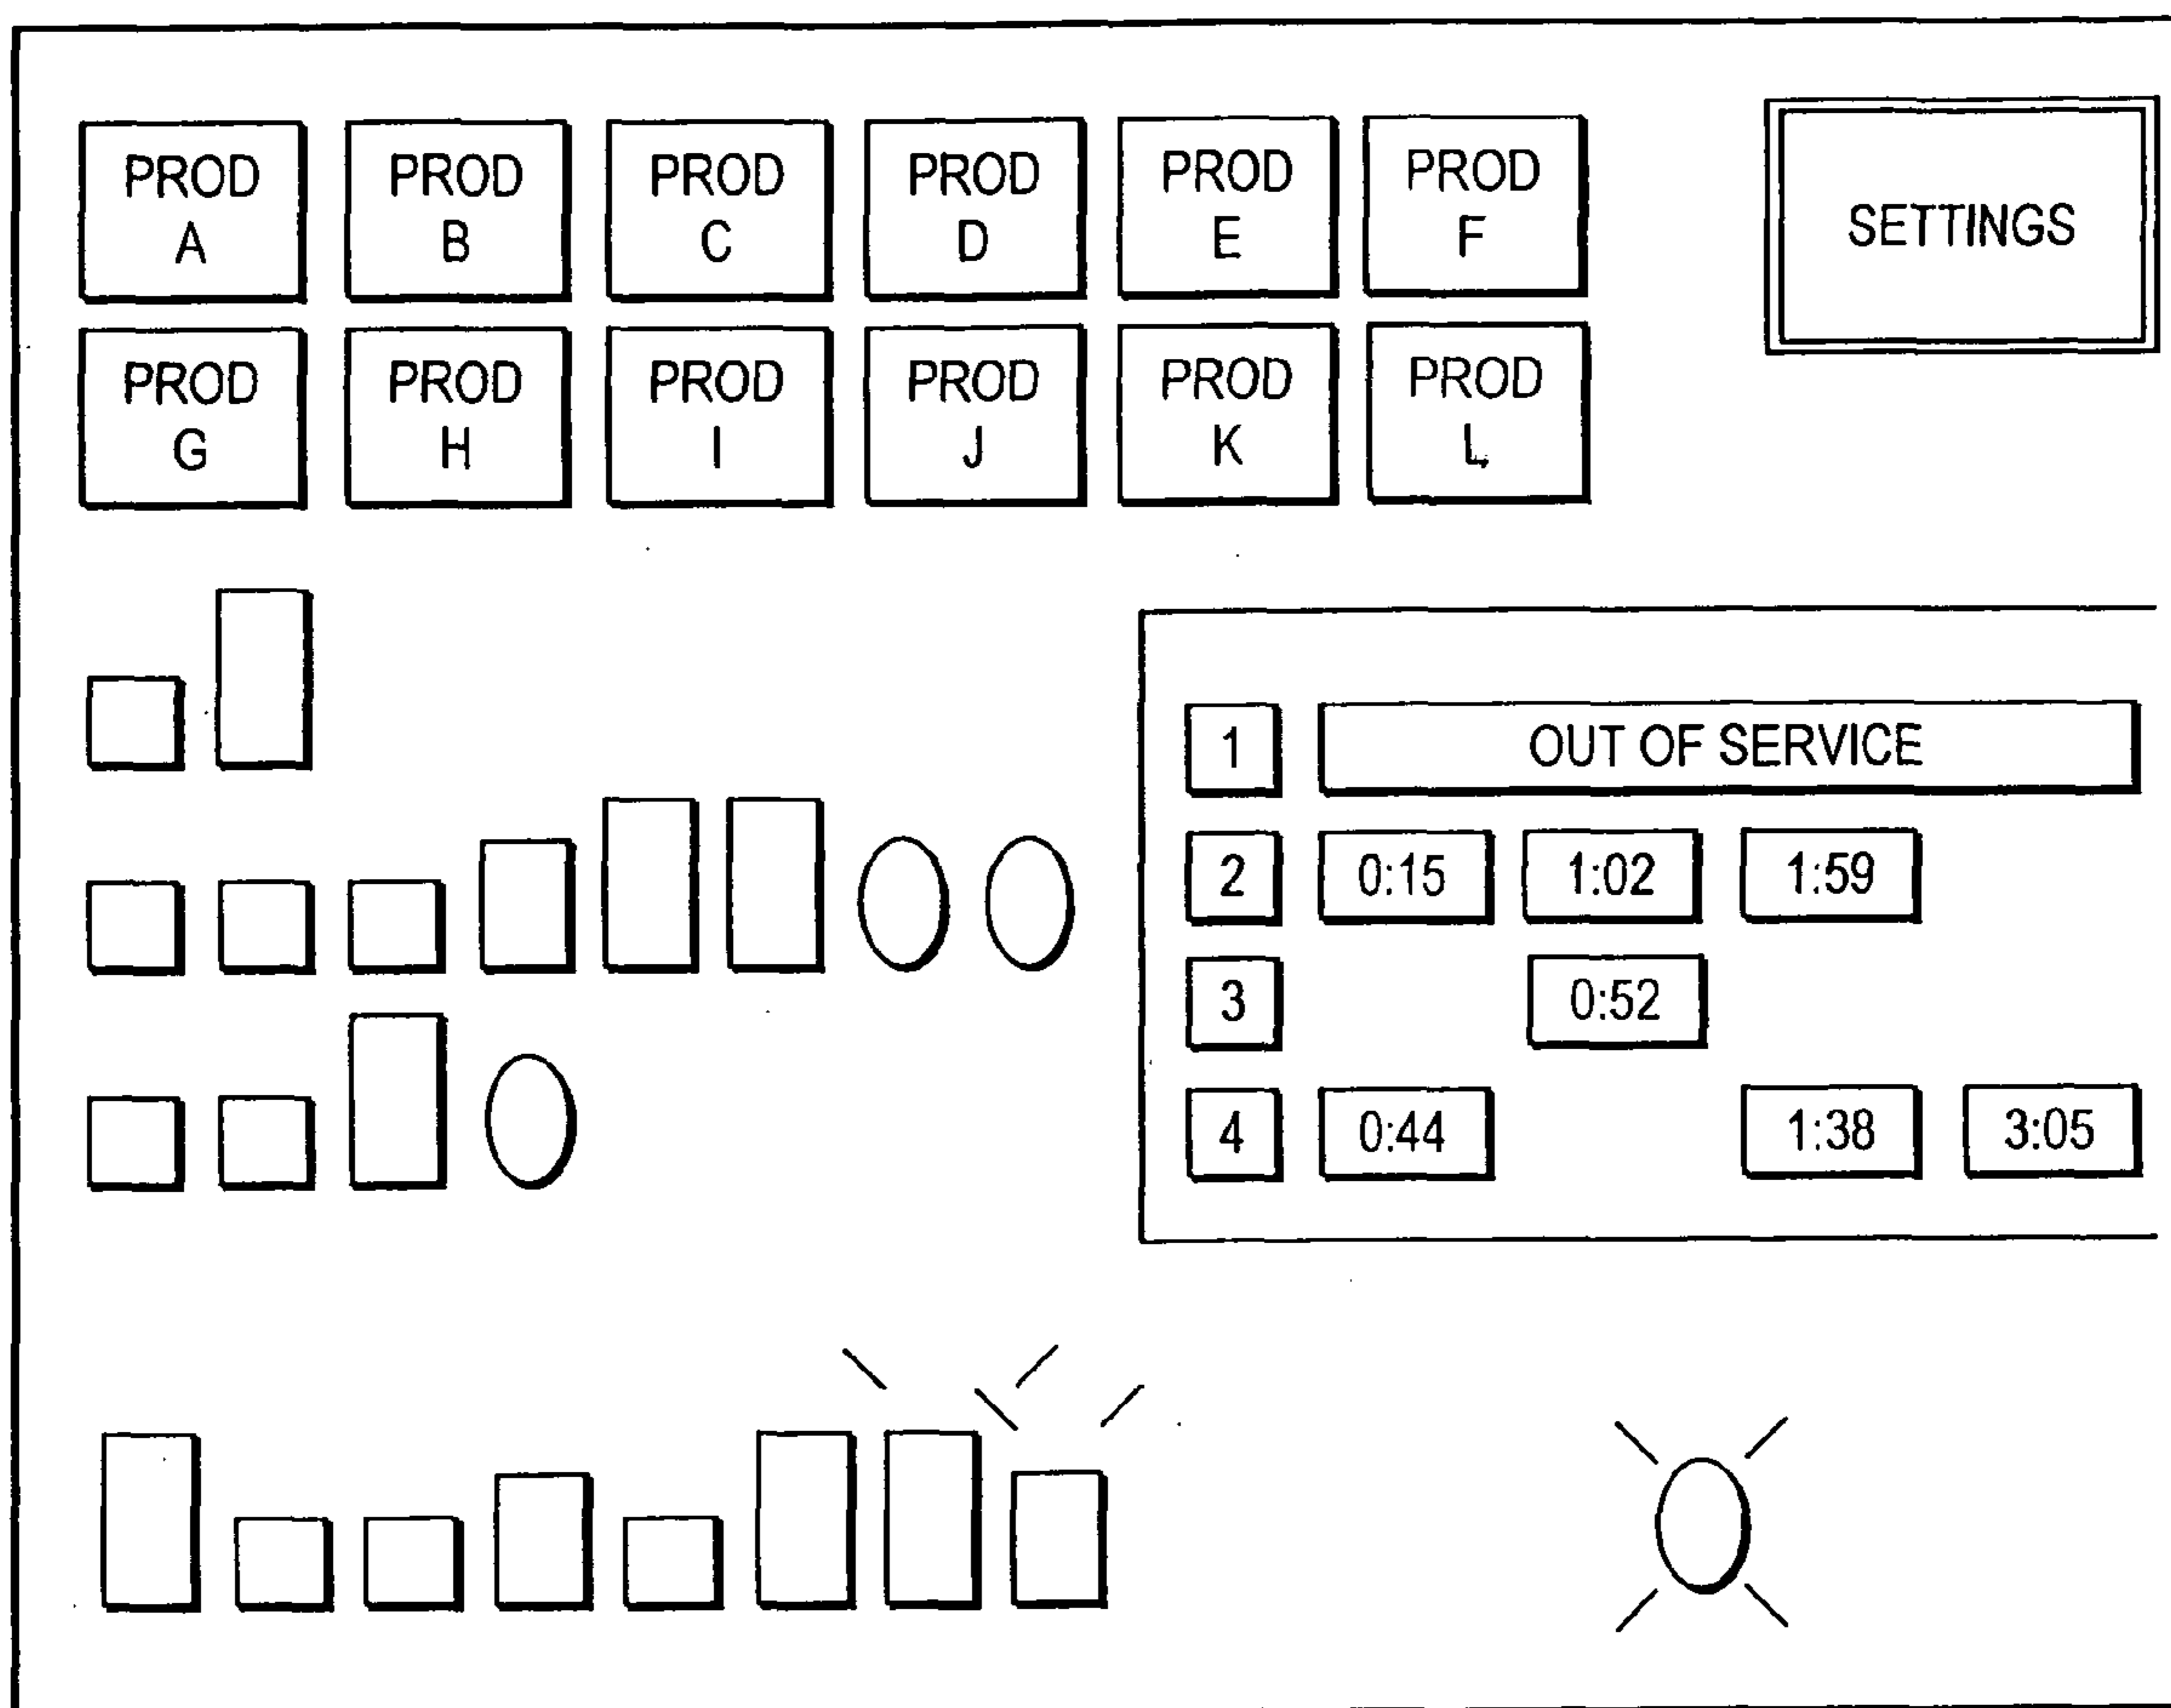 PROD A PROD B PROD C PROD D PROD E PROD F SETTINGS
PROD G PROD H PROD I PROD J PROD K PROD L
1 OUT OF SERVICE
2 0:15 1:02 1:59
3 0:52
4 0:44 1:38 3:05